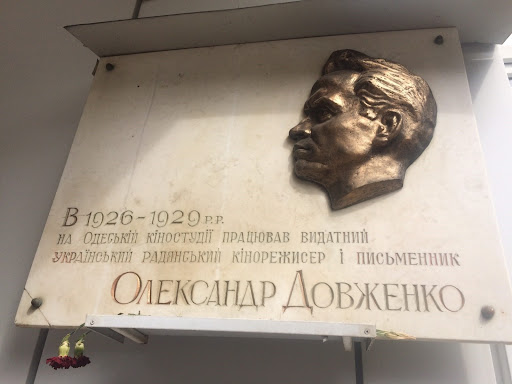 В 1926-1929 р.р.
НА ОДЕСЬКІЙ КІНОСТУДІЇ ПРАЦЮВАВ ВИДАТНИЙ
УКРАЇНСЬКИЙ РАДЯНСЬКИЙ КІНОРЕЖИСЕР І ПИСЬМЕННИК
ОЛЕКСАНДР ДОВЖЕНКО